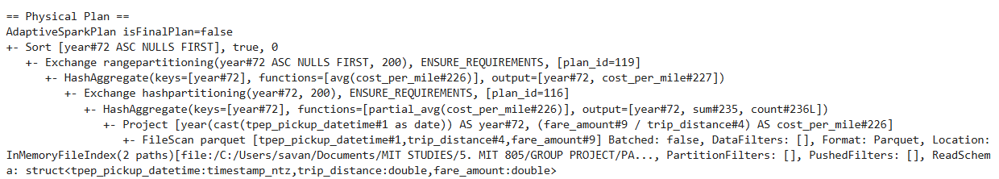 == Physical Plan ==
AdaptiveSparkPlan isFinalPlan=false
+- Sort [year#72 ASC NULLS FIRST], true, 0
   +- Exchange rangepartitioning(year#72 ASC NULLS FIRST, 200), ENSURE_REQUIREMENTS, [plan_id=119]
      +- HashAggregate(keys=[year#72], functions=[avg(cost_per_mile#226)], output=[year#72, cost_per_mile#227])
         +- Exchange hashpartitioning(year#72, 200), ENSURE_REQUIREMENTS, [plan_id=116]
            +- HashAggregate(keys=[year#72], functions=[partial_avg(cost_per_mile#226)], output=[year#72, sum#235, count#236L])
               +- Project [year(cast(tpep_pickup_datetime#1 as date)) AS year#72, (fare_amount#9 / trip_distance#4) AS cost_per_mile#226]
                  +- FileScan parquet [tpep_pickup_datetime#1,trip_distance#4,fare_amount#9] Batched: false, DataFilters: [], Format: Parquet, Location:
InMemoryFileIndex(2 paths)[file:/C:/Users/savan/Documents/MIT STUDIES/5. MIT 805/GROUP PROJECT/PA..., PartitionFilters: [], PushedFilters: [], ReadSchem
a: struct<tpep_pickup_datetime:timestamp_ntz,trip_distance:double,fare_amount:double>